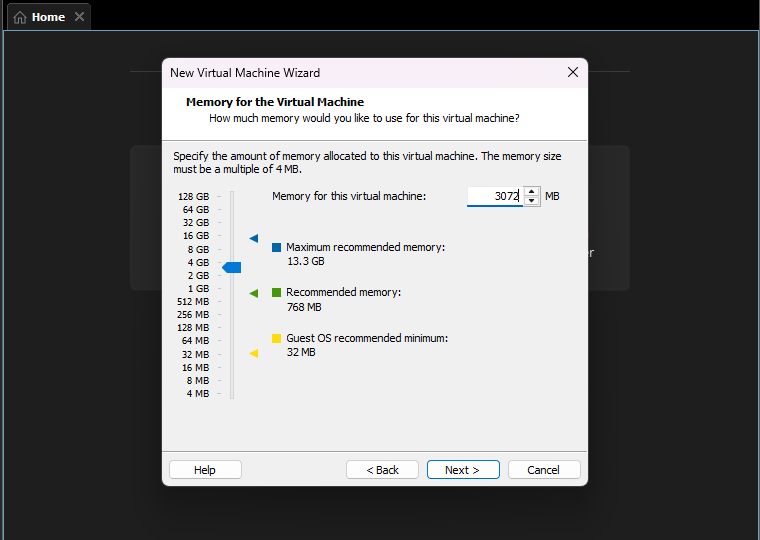 Home
New Virtual Machine Wizard
Memory for the Virtual Machine
How much memory would you like to use for this virtual machine?
Specify the amount of memory allocated to this virtual machine. The memory size
must be a multiple of 4 MB.
Memory for this virtual machine: 3072 MB
128 GB
64 GB
32 GB
16 GB
8 GB
4 GB
2 GB
1 GB
512 MB
256 MB
128 MB
64 MB
32 MB
16 MB
8 MB
4 MB
Maximum recommended memory:
13.3 GB
Recommended memory:
768 MB
Guest OS recommended minimum:
32 MB
Help
< Back
Next >
Cancel